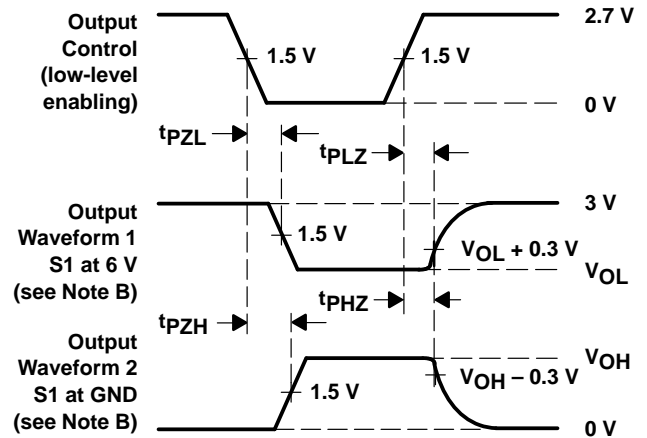 Output
Control
(low-level
enabling)
1.5 V
1.5 V
2.7 V
0 V
tPZL
tPLZ
Output
Waveform 1
S1 at 6 V
(see Note B)
3 V
1.5 V
VOL + 0.3 V
VOL
tPHZ
tPZH
Output
Waveform 2
S1 at GND
(see Note B)
VOH
1.5 V
VOH – 0.3 V
0 V